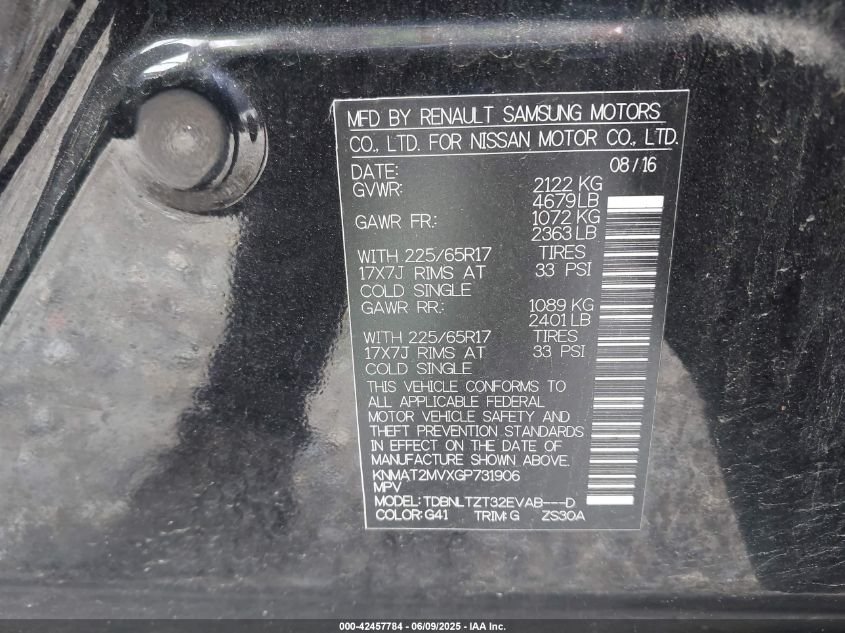 MFD BY RENAULT SAMSUNG MOTORS
CO., LTD. FOR NISSAN MOTOR CO., LTD.
DATE: 08/16
GVWR: 2122 KG
4679LB
GAWR FR.: 1072 KG
2363 LB
WITH 225/65R17 TIRES
17X7J RIMS AT 33 PSI
COLD SINGLE
GAWR RR.: 1089 KG
2401 LB
WITH 225/65R17 TIRES
17X7J RIMS AT 33 PSI
COLD SINGLE
THIS VEHICLE CONFORMS TO
ALL APPLICABLE FEDERAL
MOTOR VEHICLE SAFETY AND
THEFT PREVENTION STANDARDS
IN EFFECT ON THE DATE OF
MANUFACTURE SHOWN ABOVE.
KNMAT2MVXGP731906
MPV
MODEL: TDBNLTZT32EVAB---D
COLOR: G41 TRIM: G ZS30A
000-42457784 - 06/09/2025 - IAA Inc.